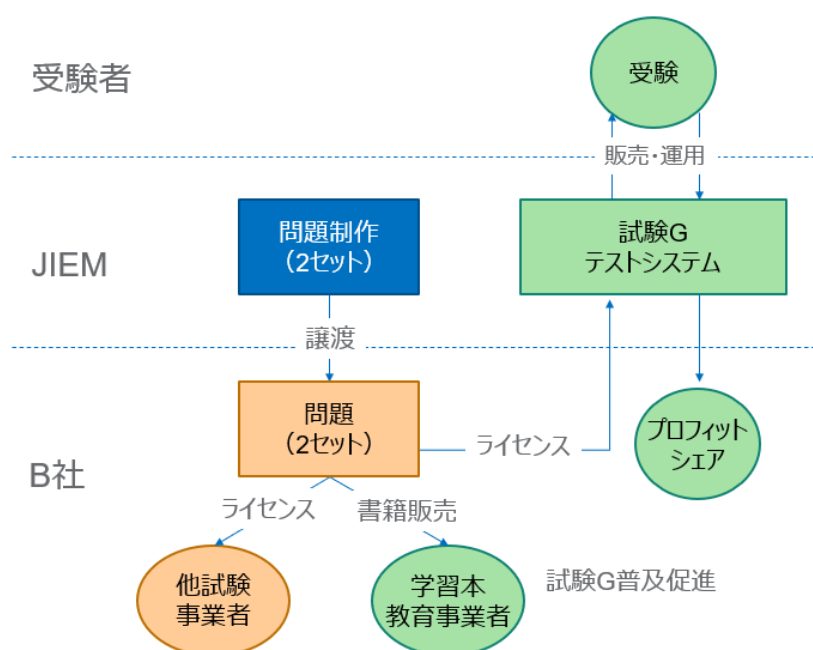 受験者
受験
販売・運用
JIEM
問題制作
（2セット）
試験G
テストシステム
譲渡
B社
問題
（2セット）
ライセンス
プロフィット
シェア
ライセンス
書籍販売
他試験
事業者
学習本
教育事業者
試験G普及促進